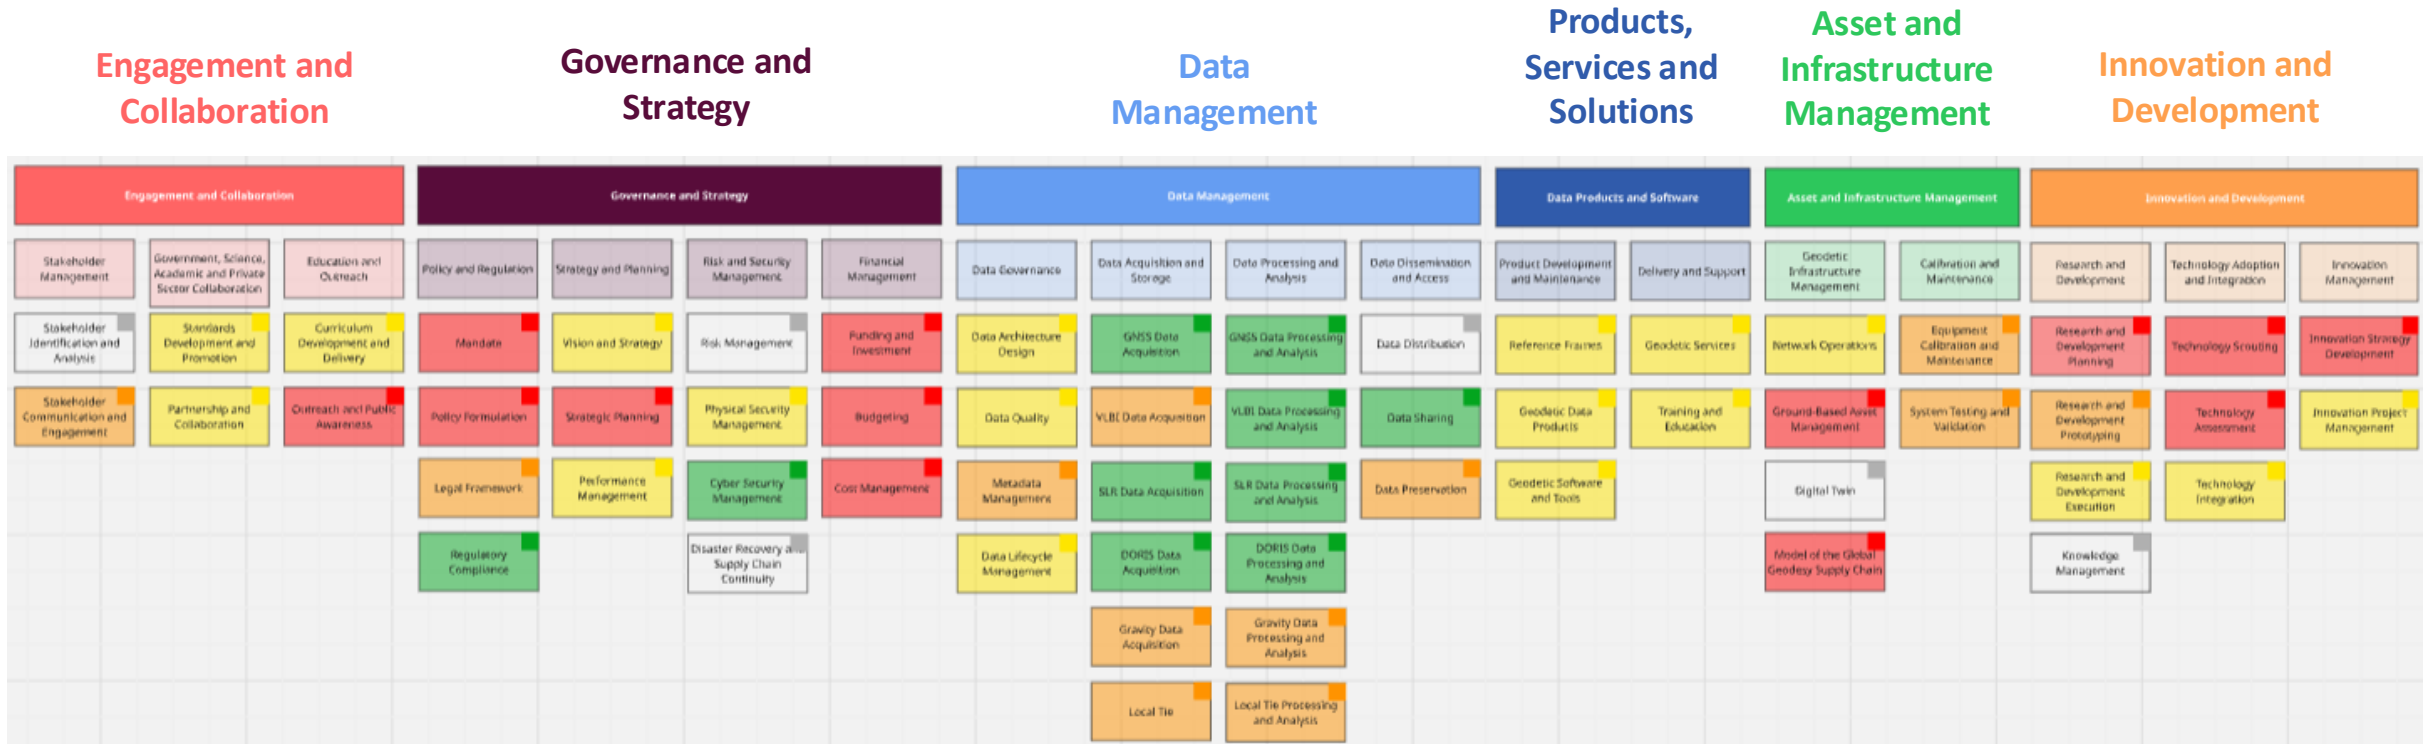 Engagement and
Collaboration
Governance and
Strategy
Data
Management
Products,
Services and
Solutions
Asset and
Infrastructure
Management
Innovation and
Development
Engagement and Collaboration
Governance and Strategy
Data Management
Data Products and Software
Asset and Infrastructure Management
Innovation and Development
Stakeholder
Management
Government, Science,
Academic and Private
Sector Collaboration
Education and
Outreach
Policy and Regulation
Strategy and Planning
Risk and Security
Management
Financial
Management
Data Governance
Data Acquisition and
Storage
Data Processing and
Analysis
Data Dissemination
and Access
Product Development
and Maintenance
Delivery and Support
Geodetic
Infrastructure
Management
Calibration and
Maintenance
Research and
Development
Technology Adoption
and Integration
Innovation
Management
Stakeholder
Identification and
Analysis
Standards
Development and
Promotion
Curriculum
Development and
Delivery
Mandate
Vision and Strategy
Risk Management
Funding and
Investment
Data Architecture
Design
GNSS Data
Acquisition
GNSS Data Processing
and Analysis
Data Distribution
Reference Frames
Geodetic Services
Network Operations
Equipment
Calibration and
Maintenance
Research and
Development
Planning
Technology Scouting
Innovation Strategy
Development
Stakeholder
Communication and
Engagement
Partnership and
Collaboration
Outreach and Public
Awareness
Policy Formulation
Strategic Planning
Physical Security
Management
Budgeting
Data Quality
VLBI Data Acquisition
VLBI Data Processing
and Analysis
Data Sharing
Geodetic Data
Products
Training and
Education
Ground-Based Asset
Management
System Testing and
Validation
Research and
Development
Prototyping
Technology
Assessment
Innovation Project
Management
Legal Framework
Performance
Management
Cyber Security
Management
Cost Management
Metadata
Management
SLR Data Acquisition
SLR Data Processing
and Analysis
Data Preservation
Geodetic Software
and Tools
Digital Twin
Research and
Development
Execution
Technology
Integration
Regulatory
Compliance
Disaster Recovery
Supply Chain
Continuity
Data Lifecycle
Management
DORIS Data
Acquisition
DORIS Data
Processing and
Analysis
Model of the Global
Geodesy Supply Chain
Knowledge
Management
Gravity Data
Acquisition
Gravity Data
Processing and
Analysis
Local Tie
Local Tie Processing
and Analysis